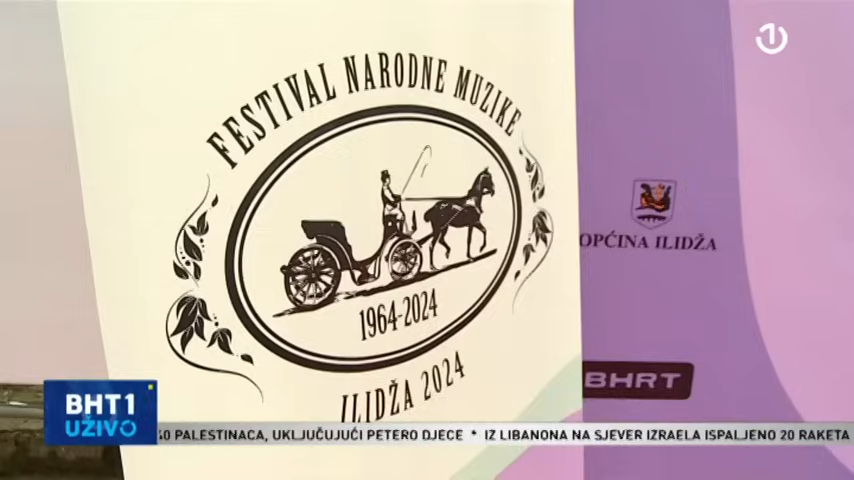 FESTIVAL NARODNE MUZIKE
1964-2024
ILIDŽA 2024
OPĆINA ILIDŽA
BHRT
1
BHT1
UŽIVO
PALESTINACA, UKLJUČUJUĆI PETERO DJECE * IZ LIBANONA NA SJEVER IZRAELA ISPALJENO 20 RAKETA